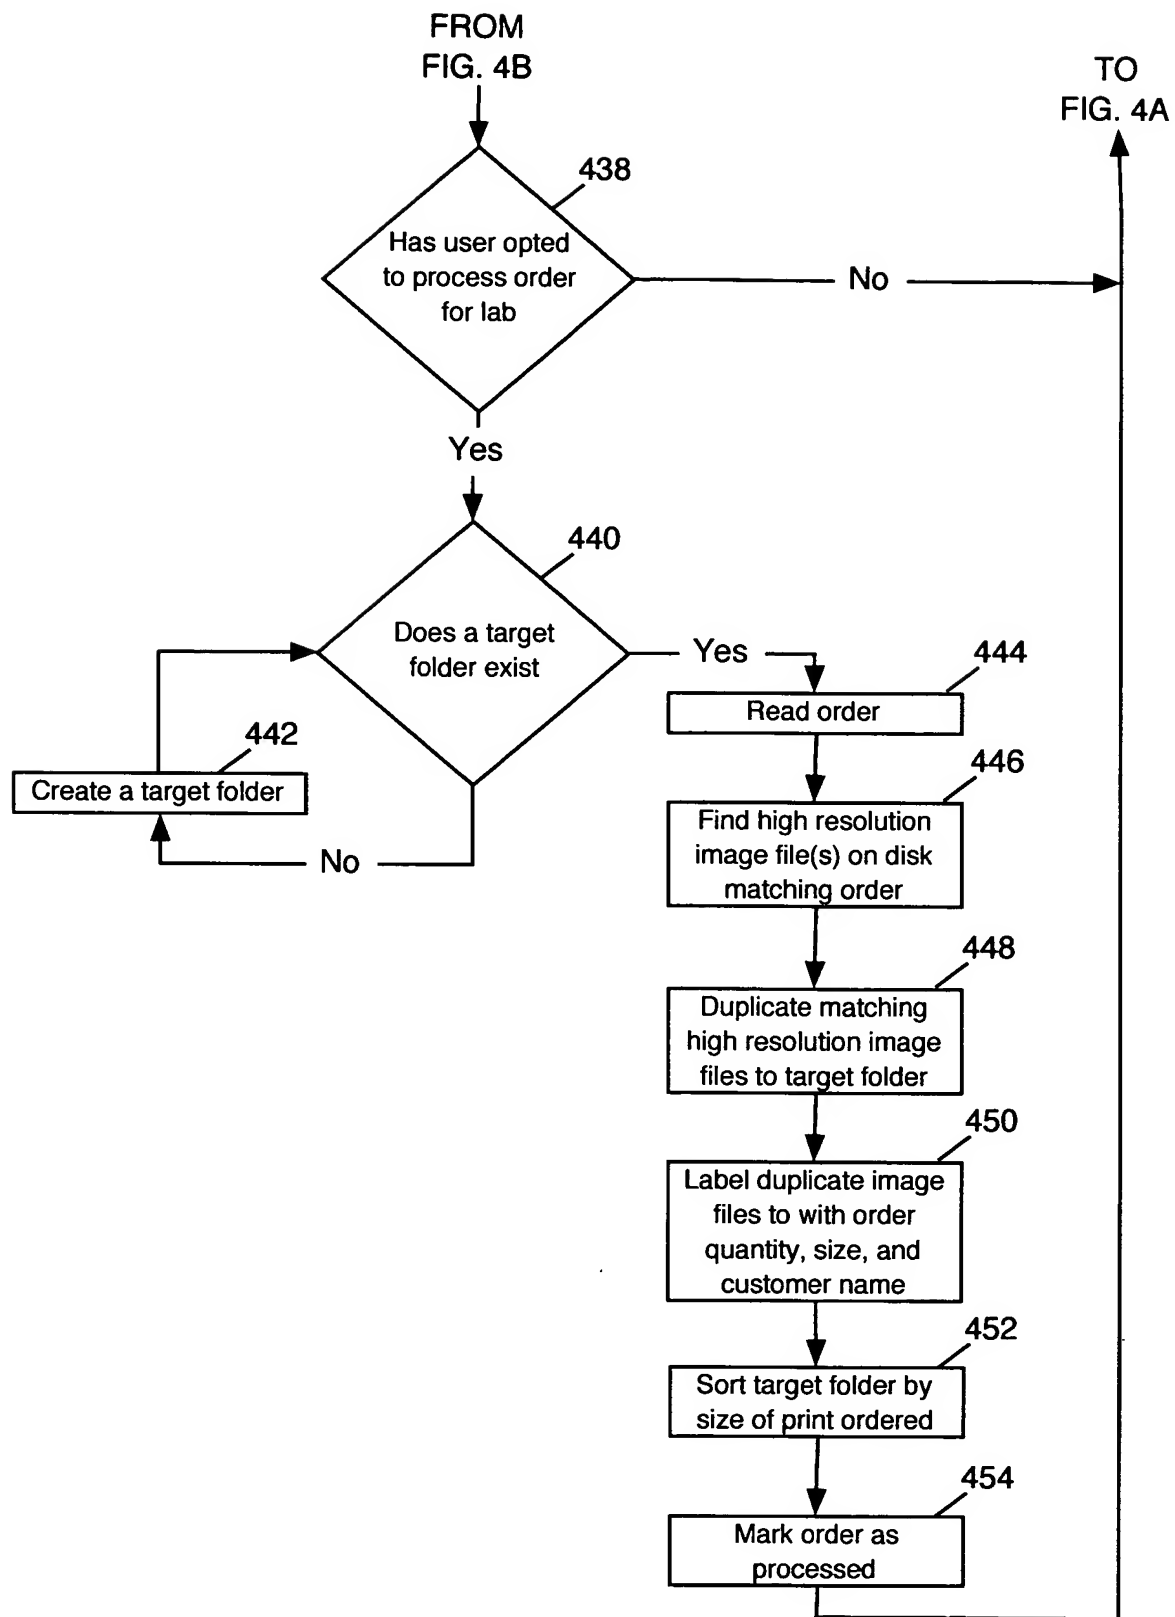 FROM
FIG. 4B
TO
FIG. 4A
438
Has user opted
to process order
for lab
No
Yes
440
Does a target
folder exist
Yes
444
Read order
442
Create a target folder
No
446
Find high resolution
image file(s) on disk
matching order
448
Duplicate matching
high resolution image
files to target folder
450
Label duplicate image
files to with order
quantity, size, and
customer name
452
Sort target folder by
size of print ordered
454
Mark order as
processed